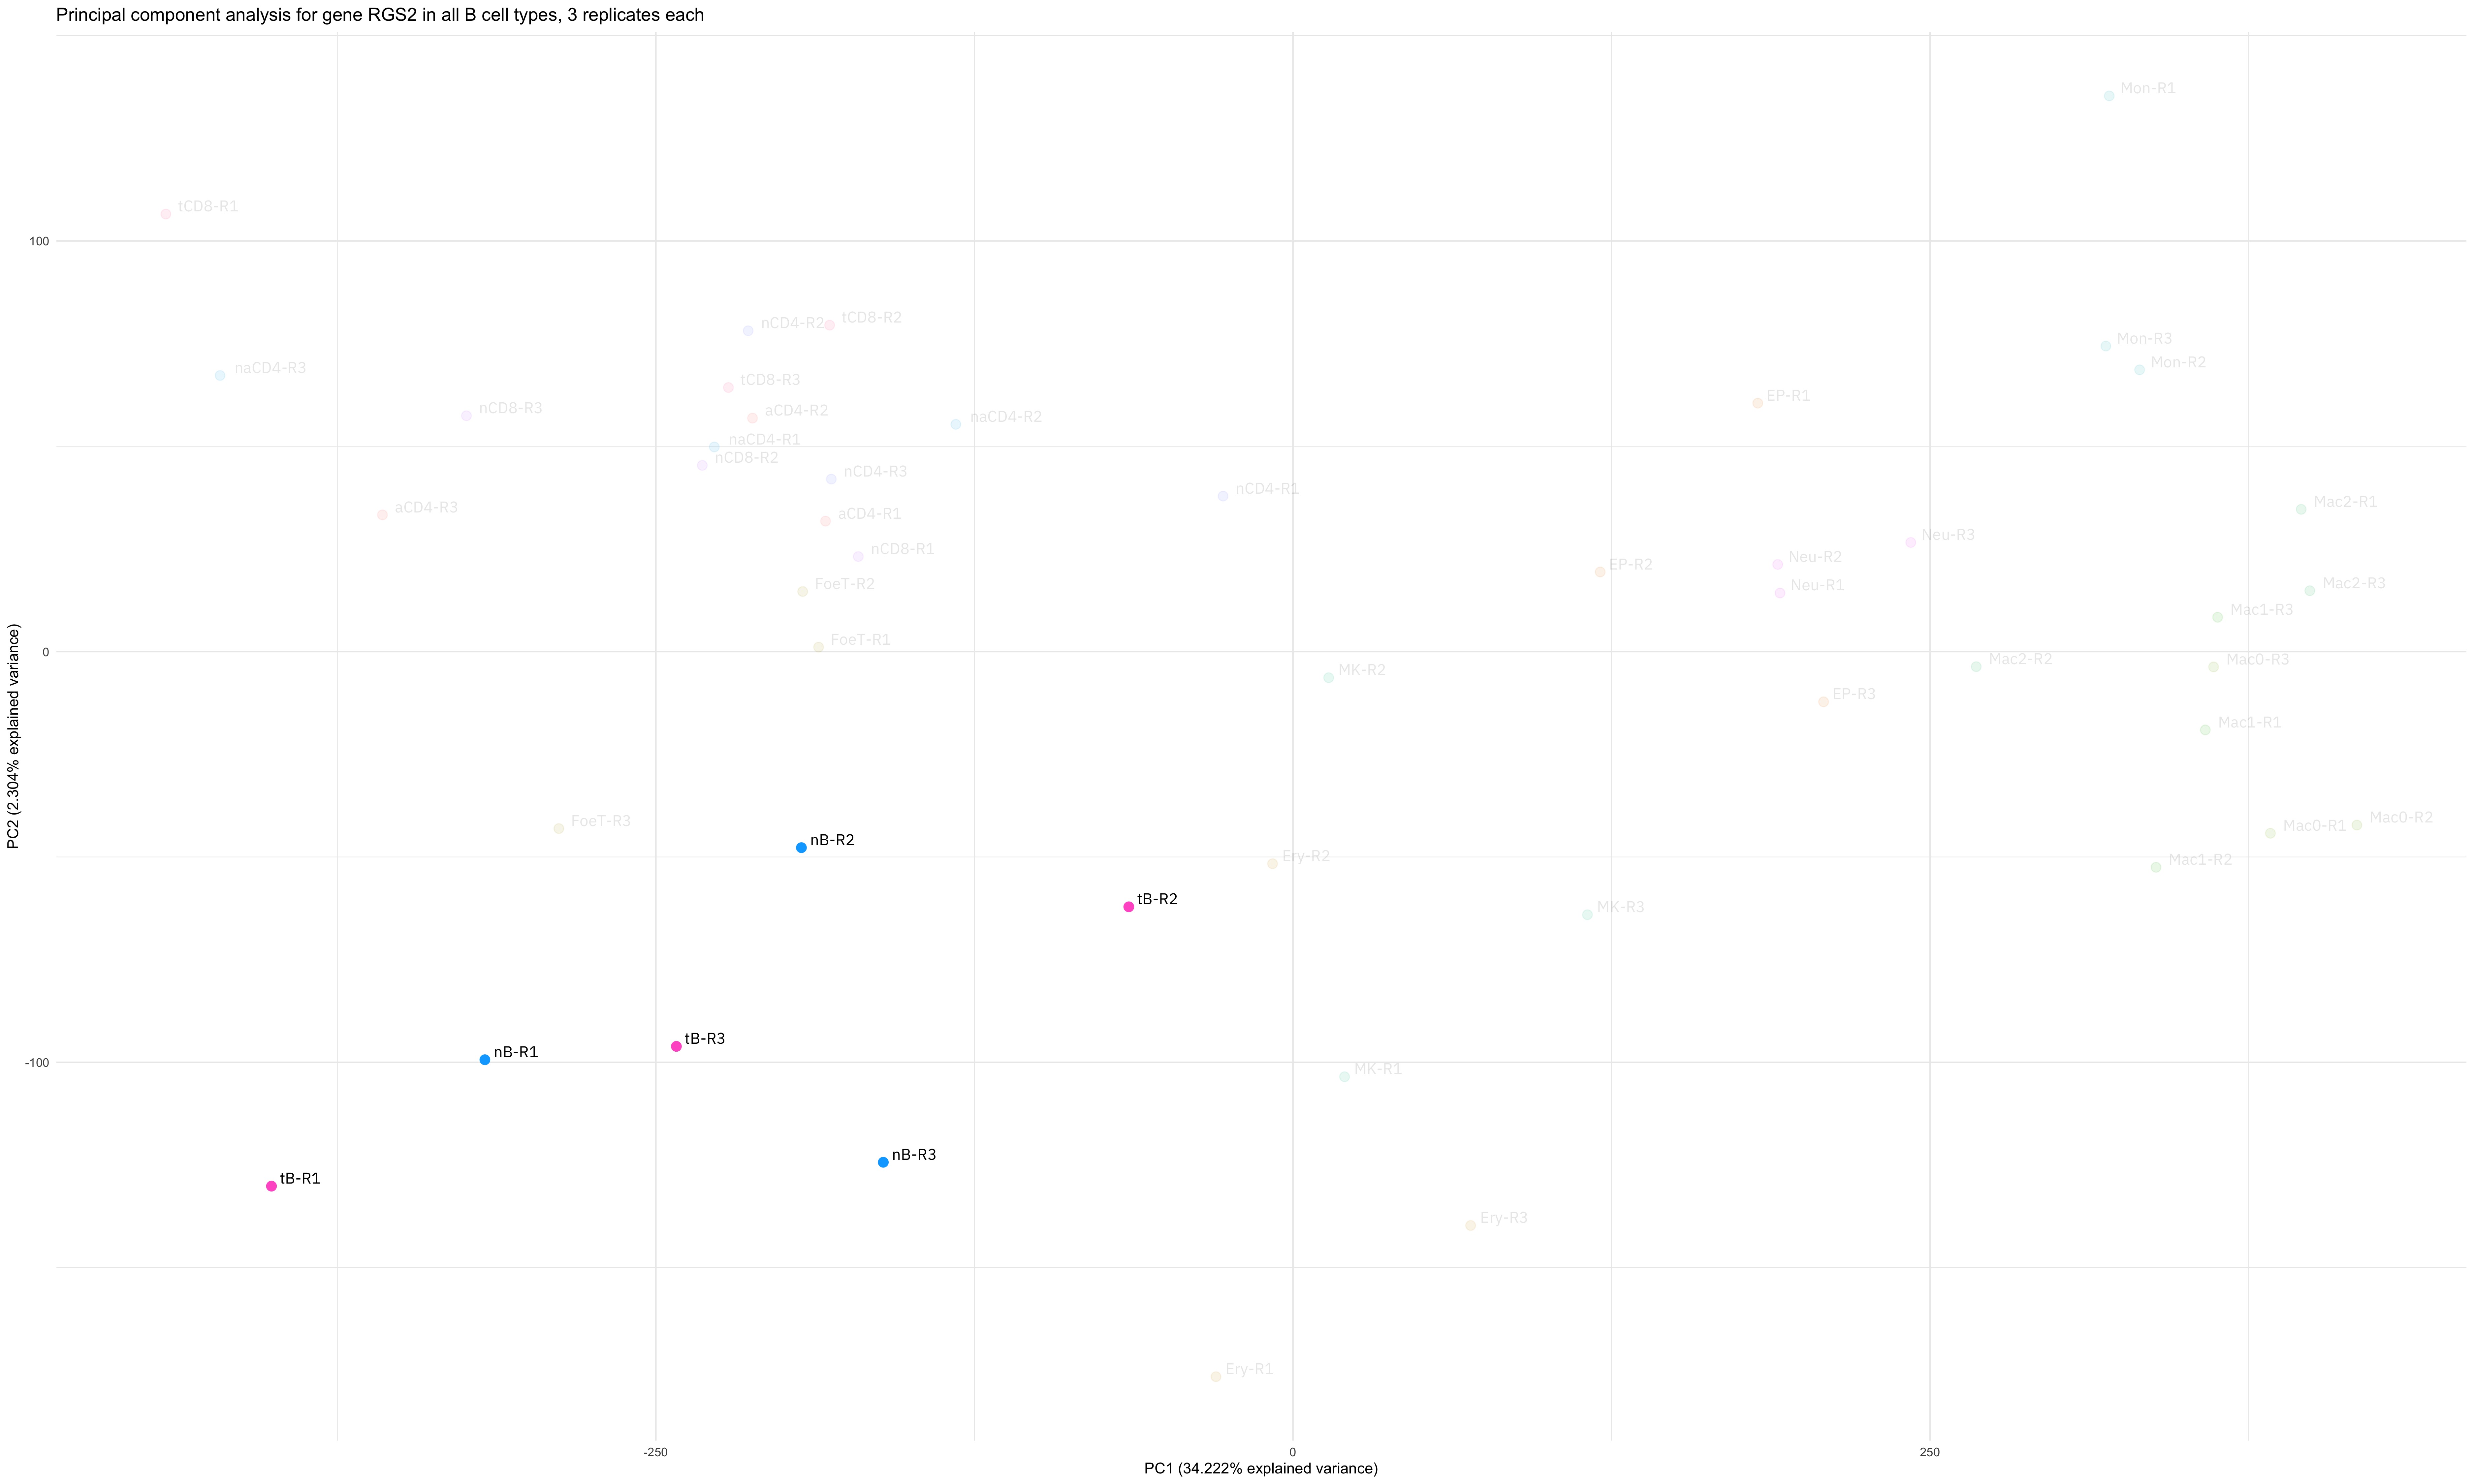 Principal component analysis for gene RGS2 in all B cell types, 3 replicates each
Mon-R1
tCD8-R1
100
nCD4-R2
tCD8-R2
Mon-R3
Mon-R2
naCD4-R3
tCD8-R3
EP-R1
nCD8-R3
aCD4-R2
naCD4-R2
naCD4-R1
nCD8-R2
nCD4-R3
nCD4-R1
Mac2-R1
aCD4-R3
aCD4-R1
Neu-R3
nCD8-R1
Neu-R2
EP-R2
FoeT-R2
Neu-R1
Mac2-R3
Mac1-R3
FoeT-R1
0
Mac2-R2
Mac0-R3
MK-R2
EP-R3
Mac1-R1
PC2 (2.304% explained variance)
FoeT-R3
Mac0-R2
Mac0-R1
nB-R2
Ery-R2
Mac1-R2
tB-R2
MK-R3
tB-R3
nB-R1
-100
MK-R1
nB-R3
tB-R1
Ery-R3
Ery-R1
-250
0
250
PC1 (34.222% explained variance)